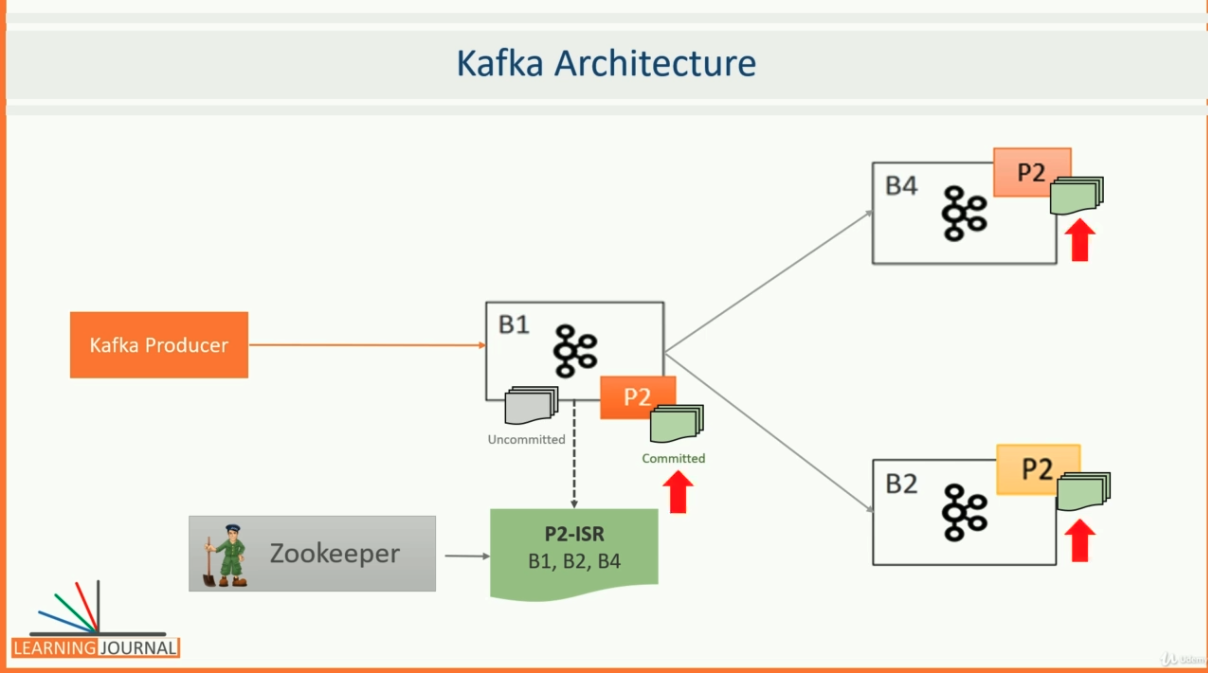 Kafka Architecture
B4
P2
Kafka Producer
B1
P2
Uncommitted
Committed
B2
P2
Zookeeper
P2-ISR
B1, B2, B4
LEARNING JOURNAL
Udemy